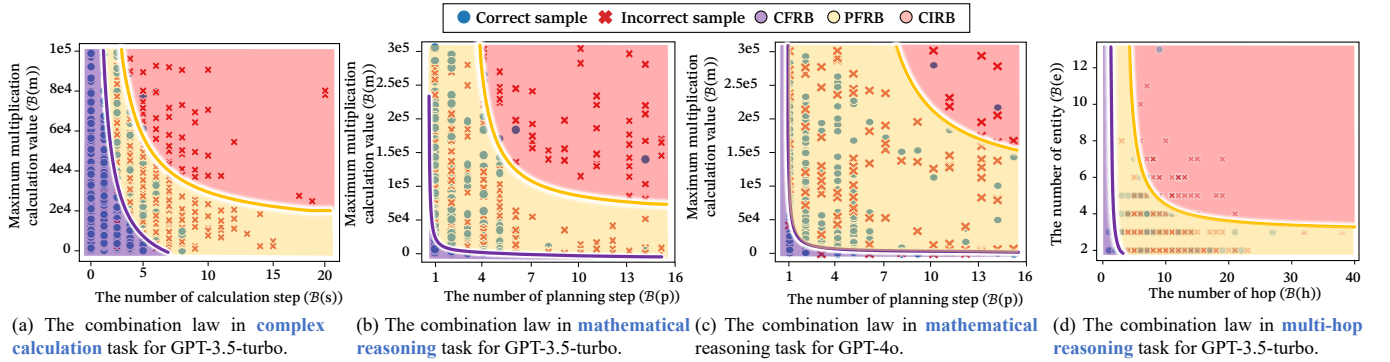 Correct sample Incorrect sample CFRB PFRB CIRB
Maximum multiplication
calculation value (ℬ(m))
1e5
8e4
6e4
4e4
2e4
0
0 5 10 15 20
The number of calculation step (ℬ(s))
(a) The combination law in complex
calculation task for GPT-3.5-turbo.
Maximum multiplication
calculation value (ℬ(m))
3e5
2.5e5
2e5
1.5e5
1e5
5e4
0
1 4 7 10 13 16
The number of planning step (ℬ(p))
(b) The combination law in mathematical
reasoning task for GPT-3.5-turbo.
Maximum multiplication
calculation value (ℬ(m))
3e5
2.5e5
2e5
1.5e5
1e5
5e4
0
1 4 7 10 13 16
The number of planning step (ℬ(p))
(c) The combination law in mathematical
reasoning task for GPT-4o.
The number of entity (ℬ(e))
12
10
8
6
4
2
0 10 20 30 40
The number of hop (ℬ(h))
(d) The combination law in multi-hop
reasoning task for GPT-3.5-turbo.